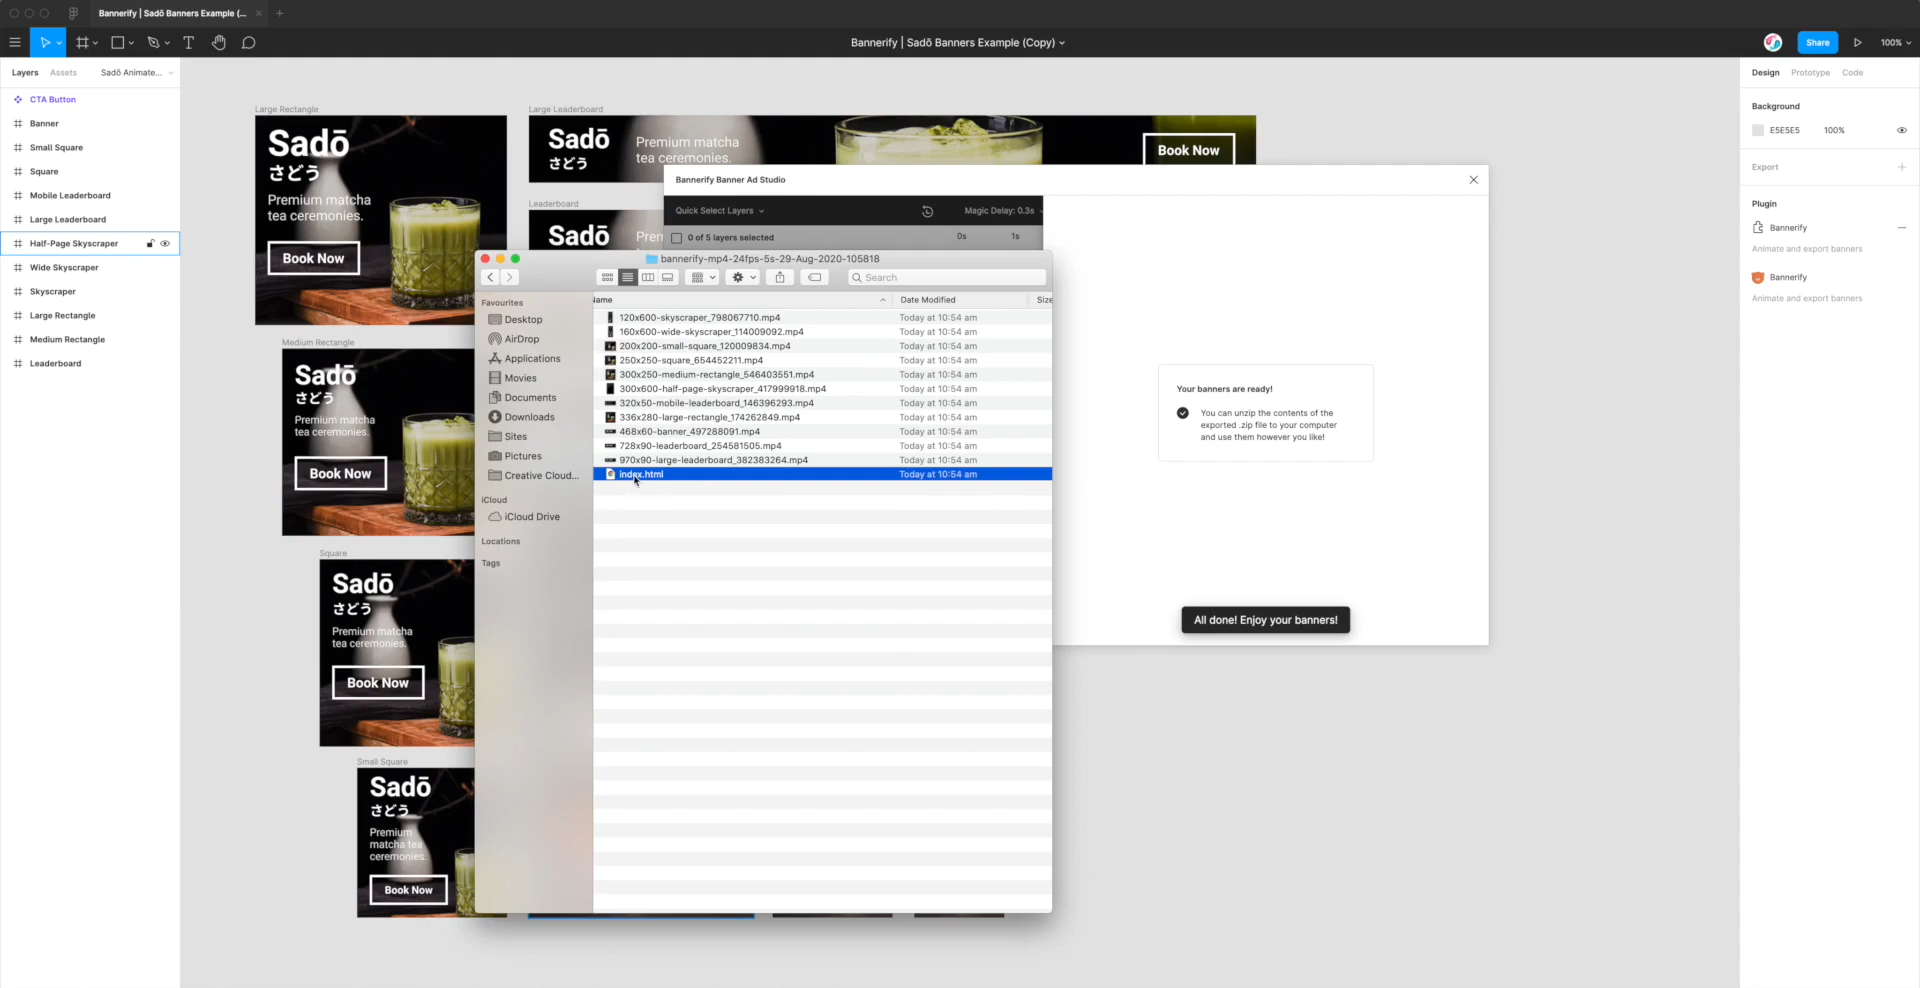 Bannerify | Sadō Banners Example (...
Bannerify | Sadō Banners Example (Copy)
Share
100%
Layers
Assets
Sadō Animate...
CTA Button
Banner
Small Square
Square
Mobile Leaderboard
Large Leaderboard
Half-Page Skyscraper
Wide Skyscraper
Skyscraper
Large Rectangle
Medium Rectangle
Leaderboard
Large Rectangle
Sadō
さどう
Premium matcha
tea ceremonies.
Book Now
Medium Rectangle
Sadō
さどう
Premium matcha
tea ceremonies.
Book Now
Square
Sadō
さどう
Premium matcha
tea ceremonies.
Book Now
Small Square
Sadō
さどう
Premium
matcha tea
ceremonies.
Book Now
Large Leaderboard
Sadō
さどう
Premium matcha
tea ceremonies.
Book Now
Leaderboard
Sadō
Pren
Bannerify Banner Ad Studio
Quick Select Layers
Magic Delay: 0.3s
0 of 5 layers selected
0s
1s
bannerify-mp4-24fps-5s-29-Aug-2020-105818
Search
Favourites
Desktop
AirDrop
Applications
Movies
Documents
Downloads
Sites
Pictures
Creative Cloud...
iCloud
iCloud Drive
Locations
Tags
Name
Date Modified
Size
120x600-skyscraper_798067710.mp4 Today at 10:54 am
160x600-wide-skyscraper_114009092.mp4 Today at 10:54 am
200x200-small-square_120009834.mp4 Today at 10:54 am
250x250-square_654452211.mp4 Today at 10:54 am
300x250-medium-rectangle_546403551.mp4 Today at 10:54 am
300x600-half-page-skyscraper_417999918.mp4 Today at 10:54 am
320x50-mobile-leaderboard_146396293.mp4 Today at 10:54 am
336x280-large-rectangle_174262849.mp4 Today at 10:54 am
468x60-banner_497288091.mp4 Today at 10:54 am
728x90-leaderboard_254581505.mp4 Today at 10:54 am
970x90-large-leaderboard_382383264.mp4 Today at 10:54 am
index.html Today at 10:54 am
Your banners are ready!
You can unzip the contents of the
exported .zip file to your computer
and use them however you like!
All done! Enjoy your banners!
Design
Prototype
Code
Background
E5E5E5
100%
Export
Plugin
Bannerify
Animate and export banners
Bannerify
Animate and export banners